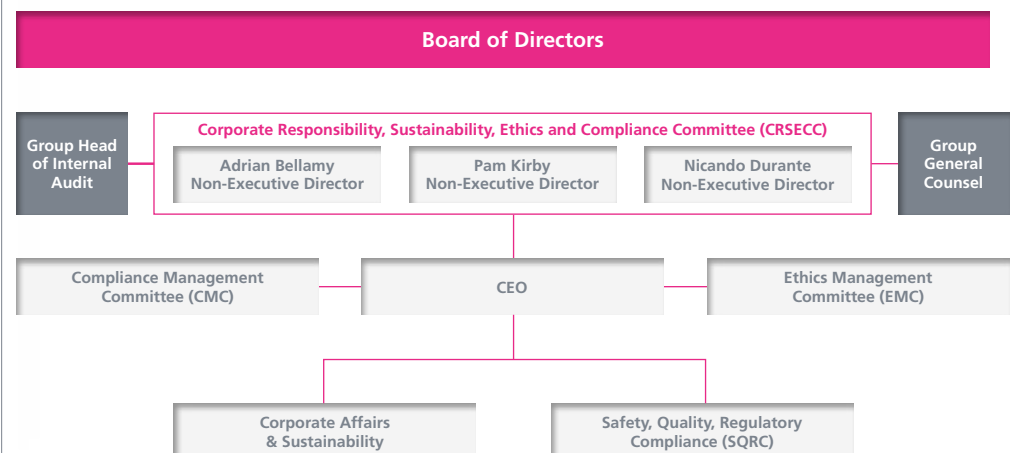 Board of Directors
Group Head
of Internal
Audit
Corporate Responsibility, Sustainability, Ethics and Compliance Committee (CRSECC)
Adrian Bellamy
Non-Executive Director
Pam Kirby
Non-Executive Director
Nicando Durante
Non-Executive Director
Group
General
Counsel
Compliance Management
Committee (CMC)
CEO
Ethics Management
Committee (EMC)
Corporate Affairs
& Sustainability
Safety, Quality, Regulatory
Compliance (SQRC)